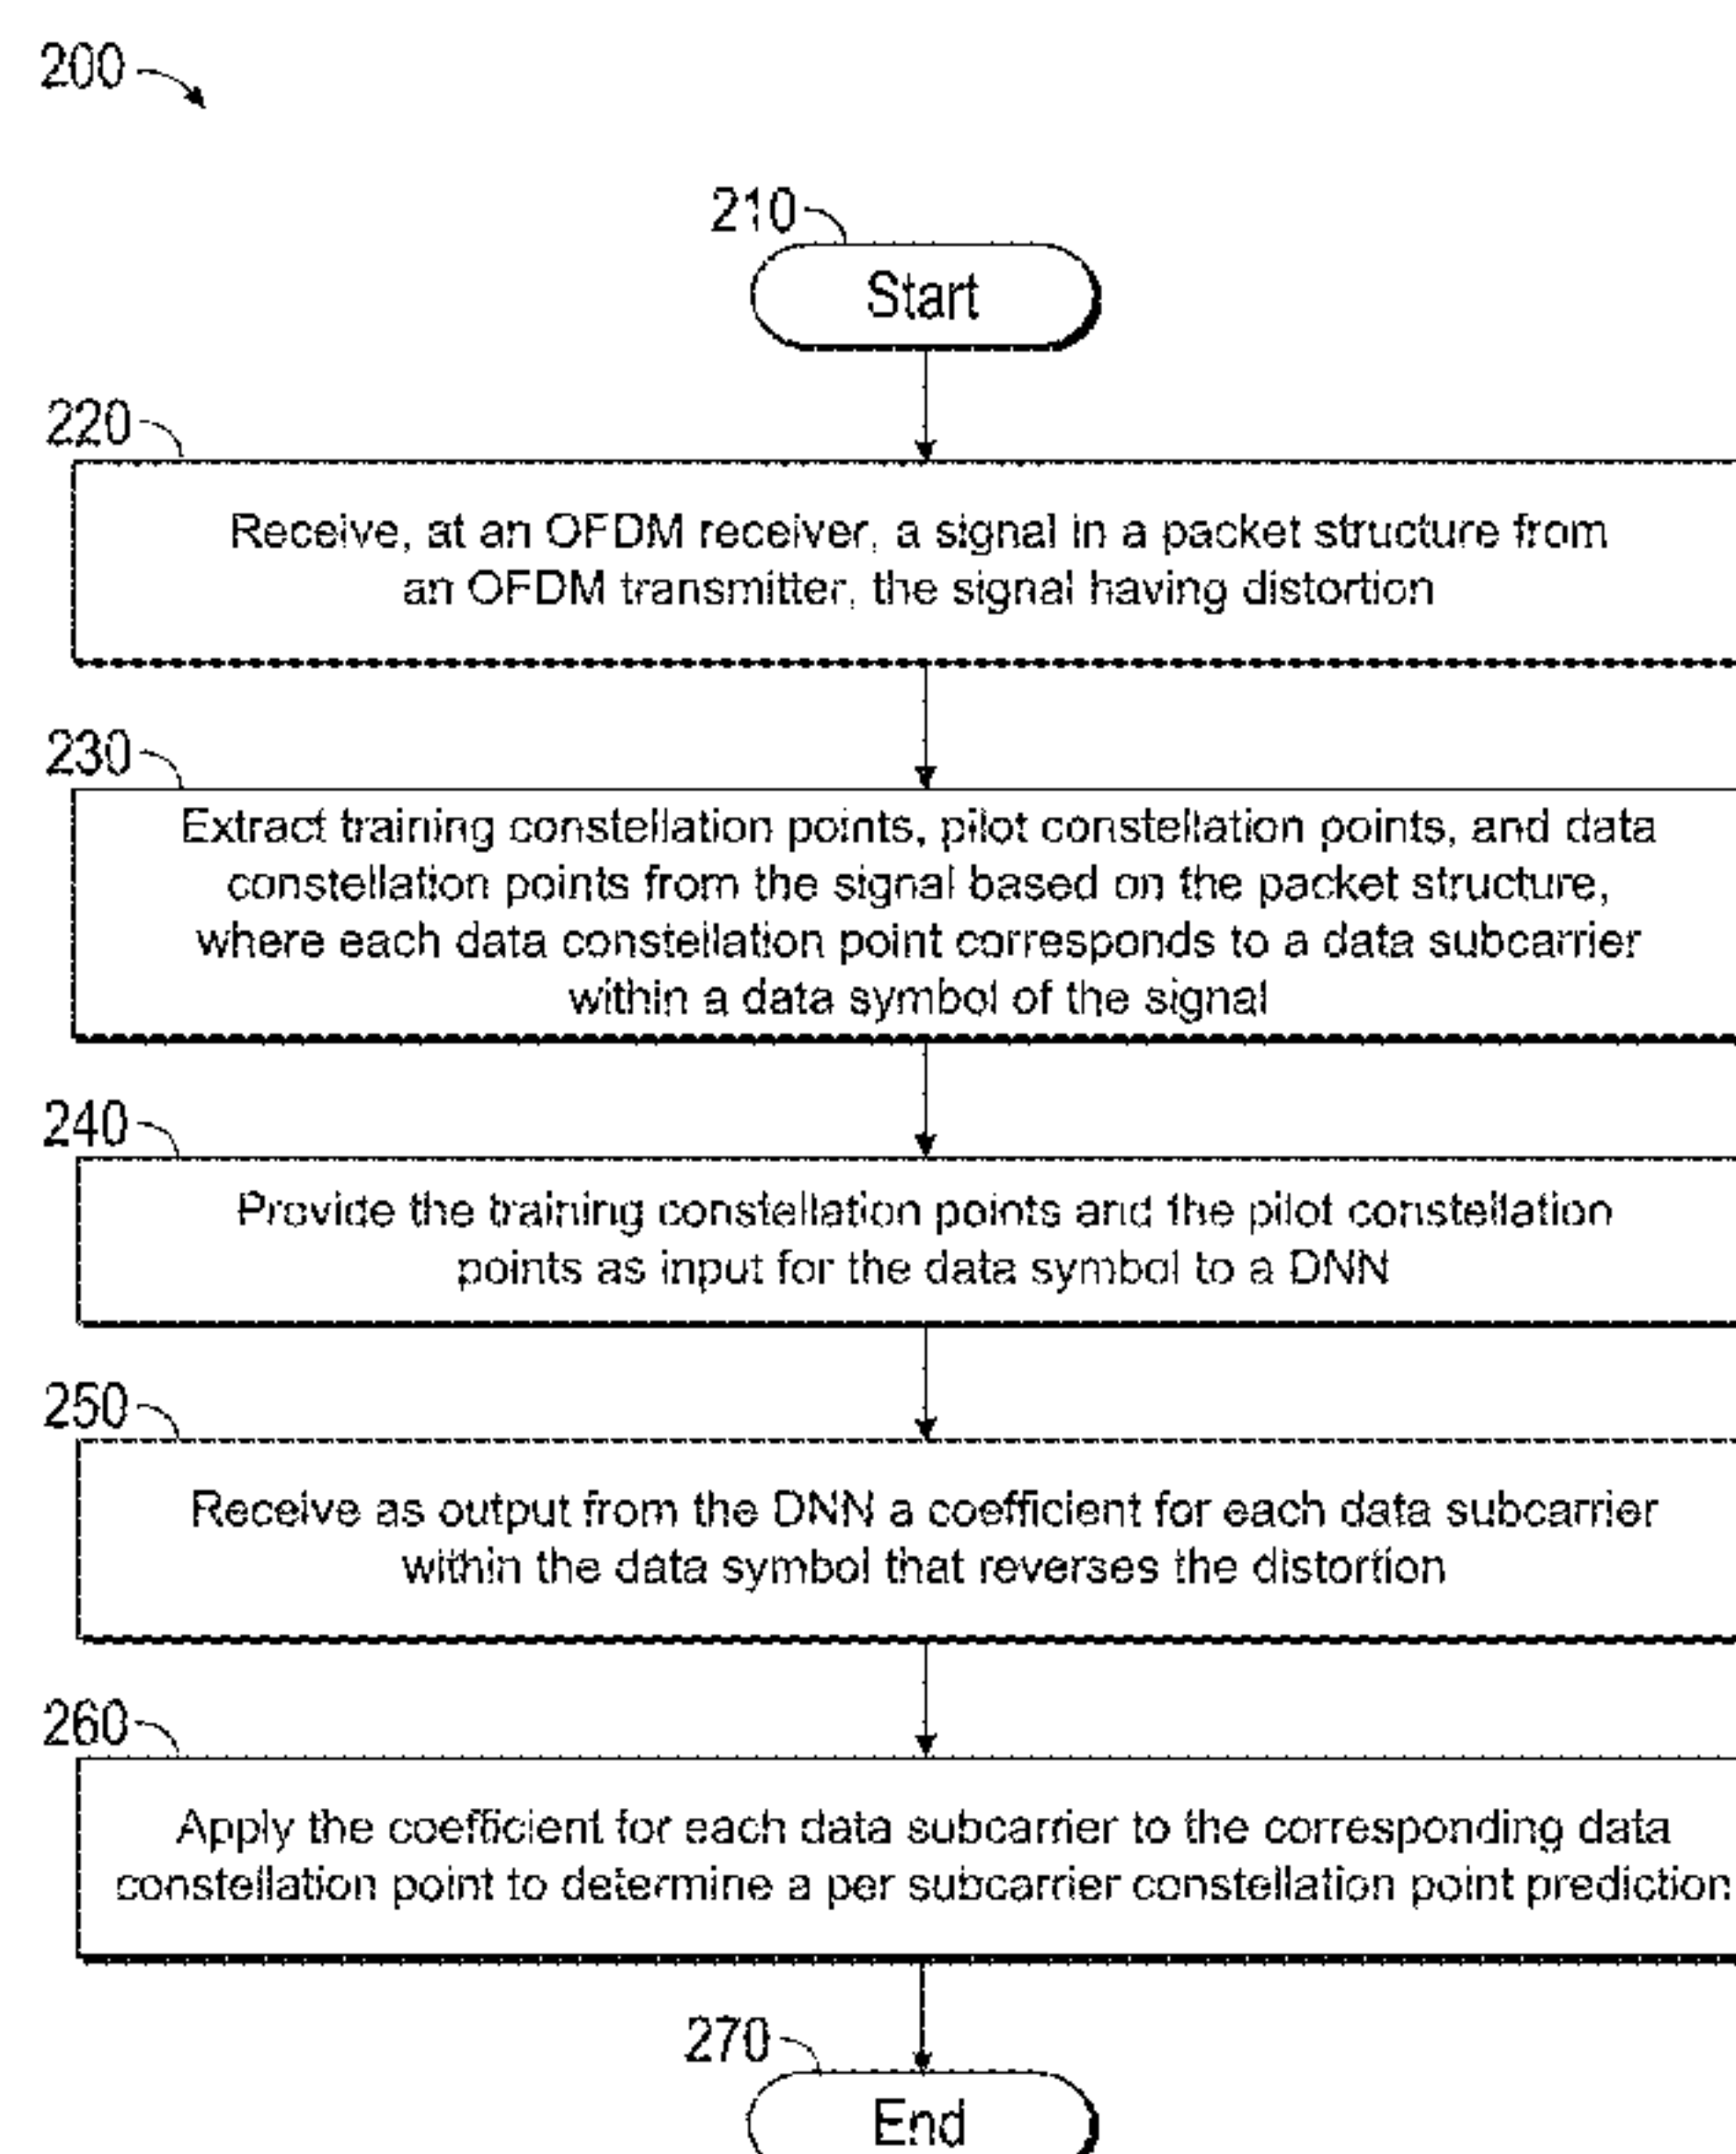 200
210
Start
220
Receive, at an OFDM receiver, a signal in a packet structure from
an OFDM transmitter, the signal having distortion
230
Extract training constellation points, pilot constellation points, and data
constellation points from the signal based on the packet structure,
where each data constellation point corresponds to a data subcarrier
within a data symbol of the signal
240
Provide the training constellation points and the pilot constellation
points as input for the data symbol to a DNN
250
Receive as output from the DNN a coefficient for each data subcarrier
within the data symbol that reverses the distortion
260
Apply the coefficient for each data subcarrier to the corresponding data
constellation point to determine a per subcarrier constellation point prediction
270
End